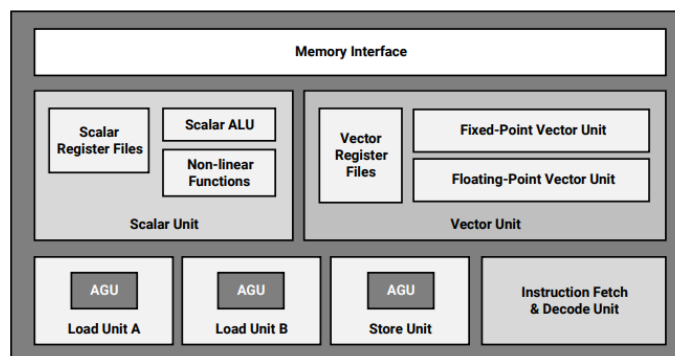 Memory Interface
Scalar
Register Files
Scalar ALU
Non-linear
Functions
Scalar Unit
Vector
Register
Files
Fixed-Point Vector Unit
Floating-Point Vector Unit
Vector Unit
AGU
Load Unit A
AGU
Load Unit B
AGU
Store Unit
Instruction Fetch
& Decode Unit